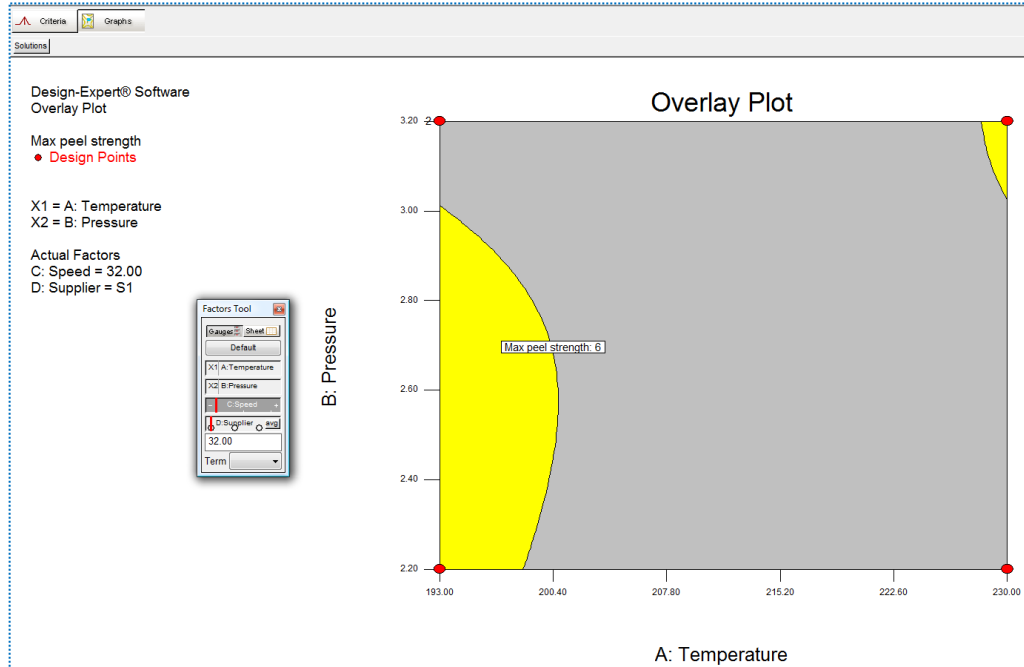 Criteria
Graphs
Solutions
Design-Expert® Software
Overlay Plot
Max peel strength
Design Points
X1 = A: Temperature
X2 = B: Pressure
Actual Factors
C: Speed = 32.00
D: Supplier = S1
Factors Tool
Gauges Sheet
Default
X1 A:Temperature
X2 B:Pressure
- C:Speed +
D:Supplier avg
32.00
Term
Overlay Plot
B: Pressure
3.20
2
3.00
2.80
2.60
2.40
2.20
Max peel strength: 6
193.00 200.40 207.80 215.20 222.60 230.00
A: Temperature